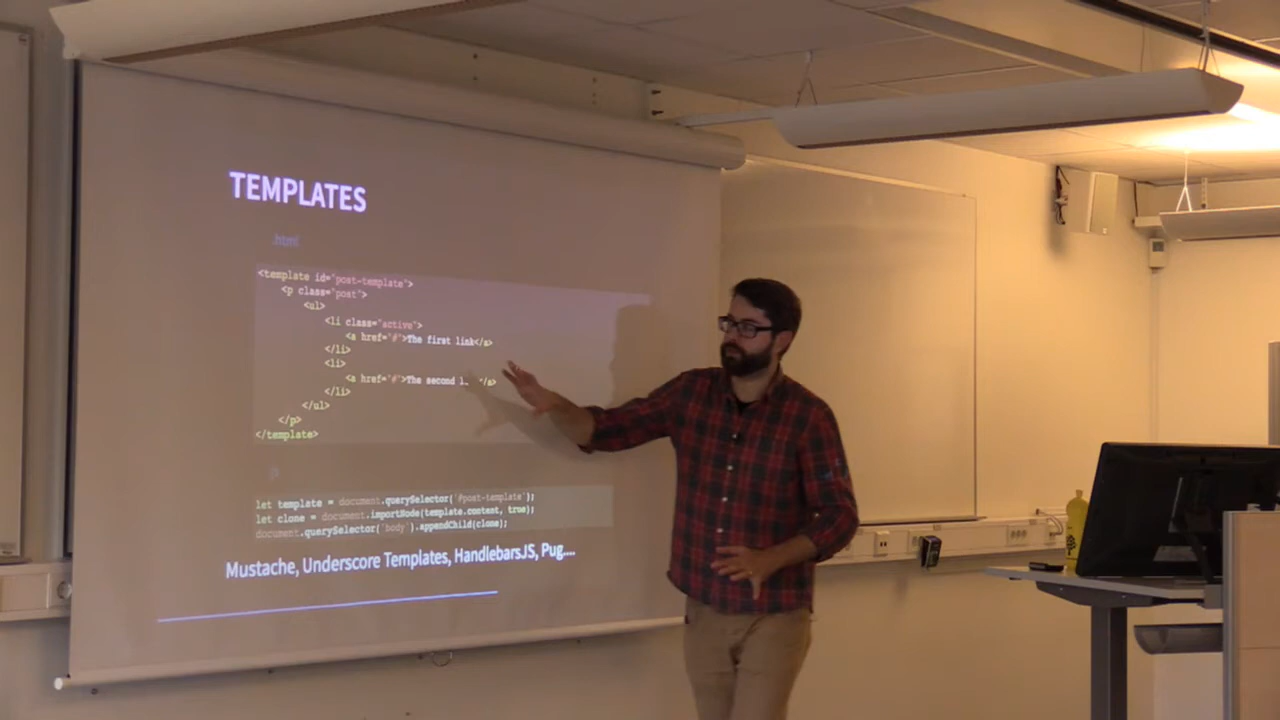 TEMPLATES
.html
<template id="post-template">
<p class="post">
<ul>
<li class="active">
<a href="#">The first link</a>
</li>
<li>
<a href="#">The second l
</li>
</ul>
</p>
</template>
let template = document.querySelector('#post-template');
let clone = document.importNode(template.content, true);
document.querySelector('body').appendChild(clone);
Mustache, Underscore Templates, HandlebarsJS, Pug....